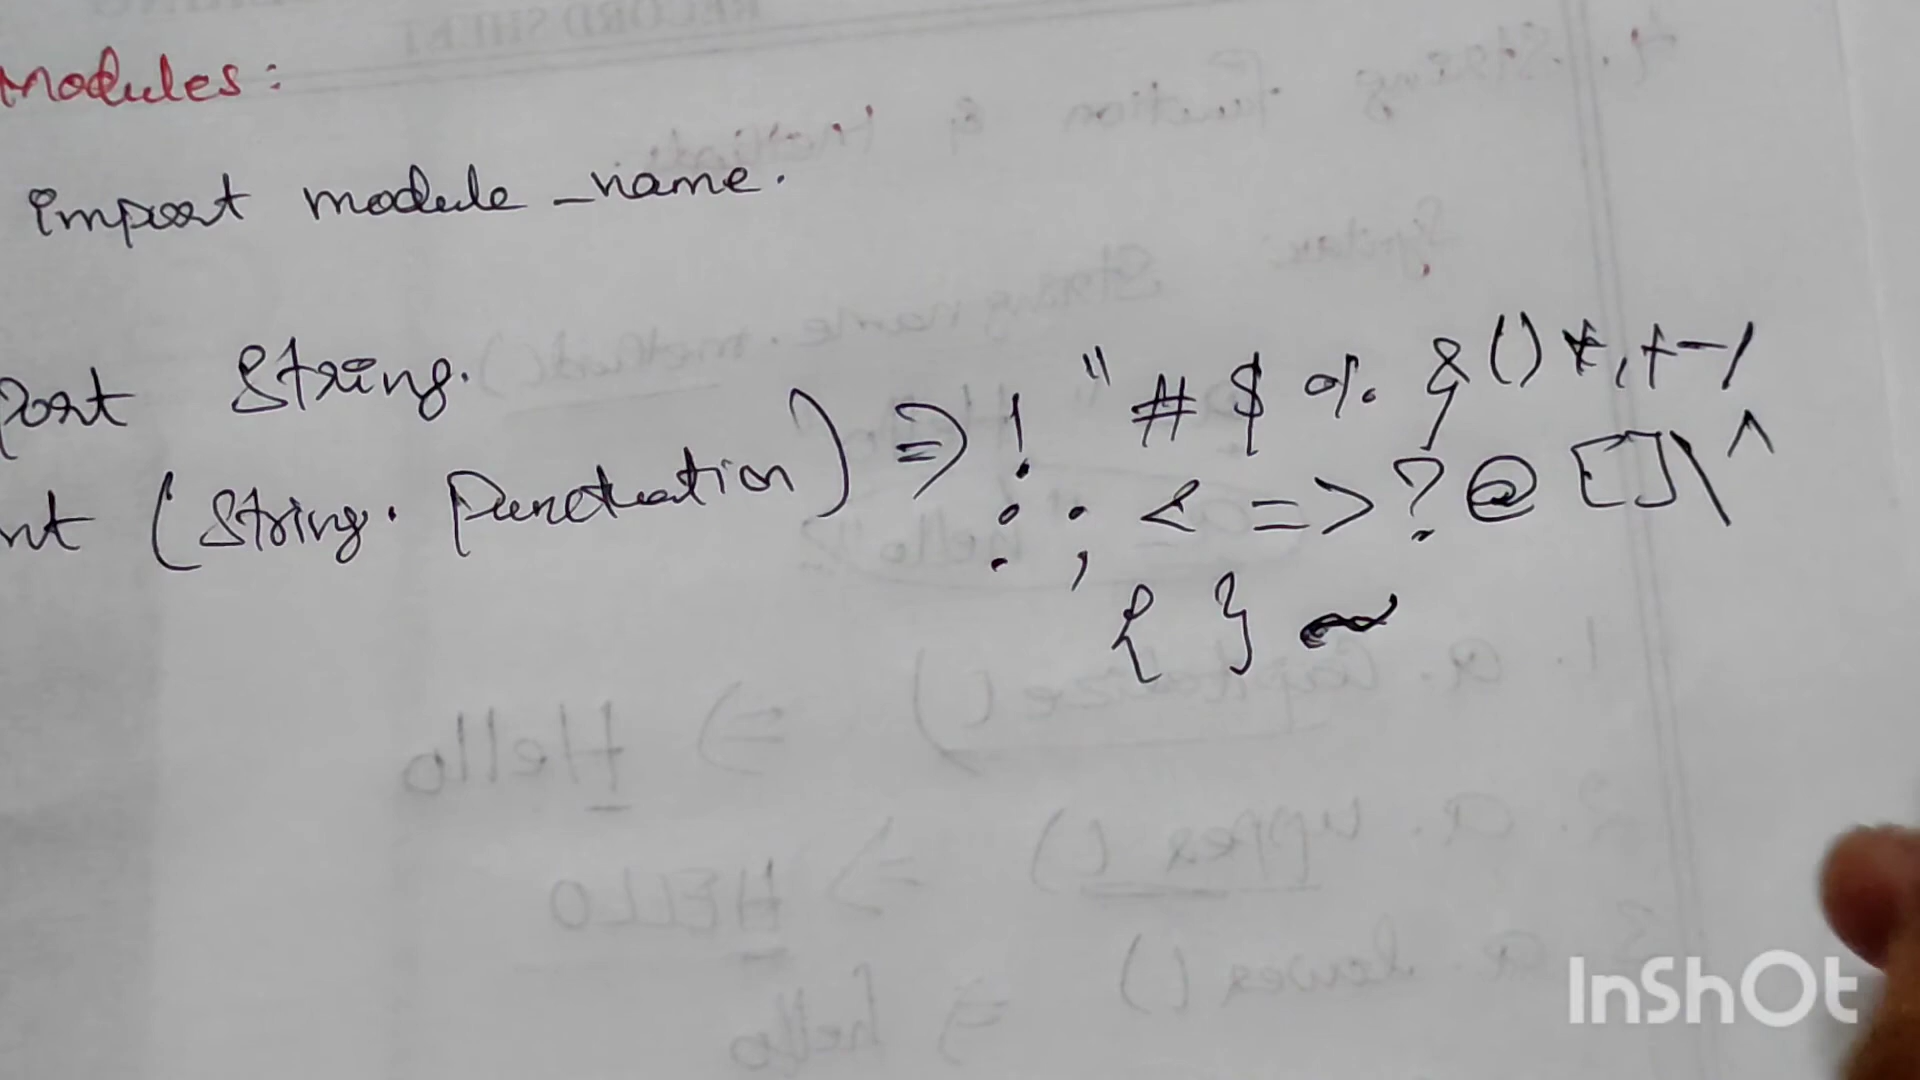 Modules:
import module_name.
port String.
nt (String. Punctuation) => ! " # $ % & () *, + - /
: ; < = > ? @ [] \ ^
{ } ~
InShOt